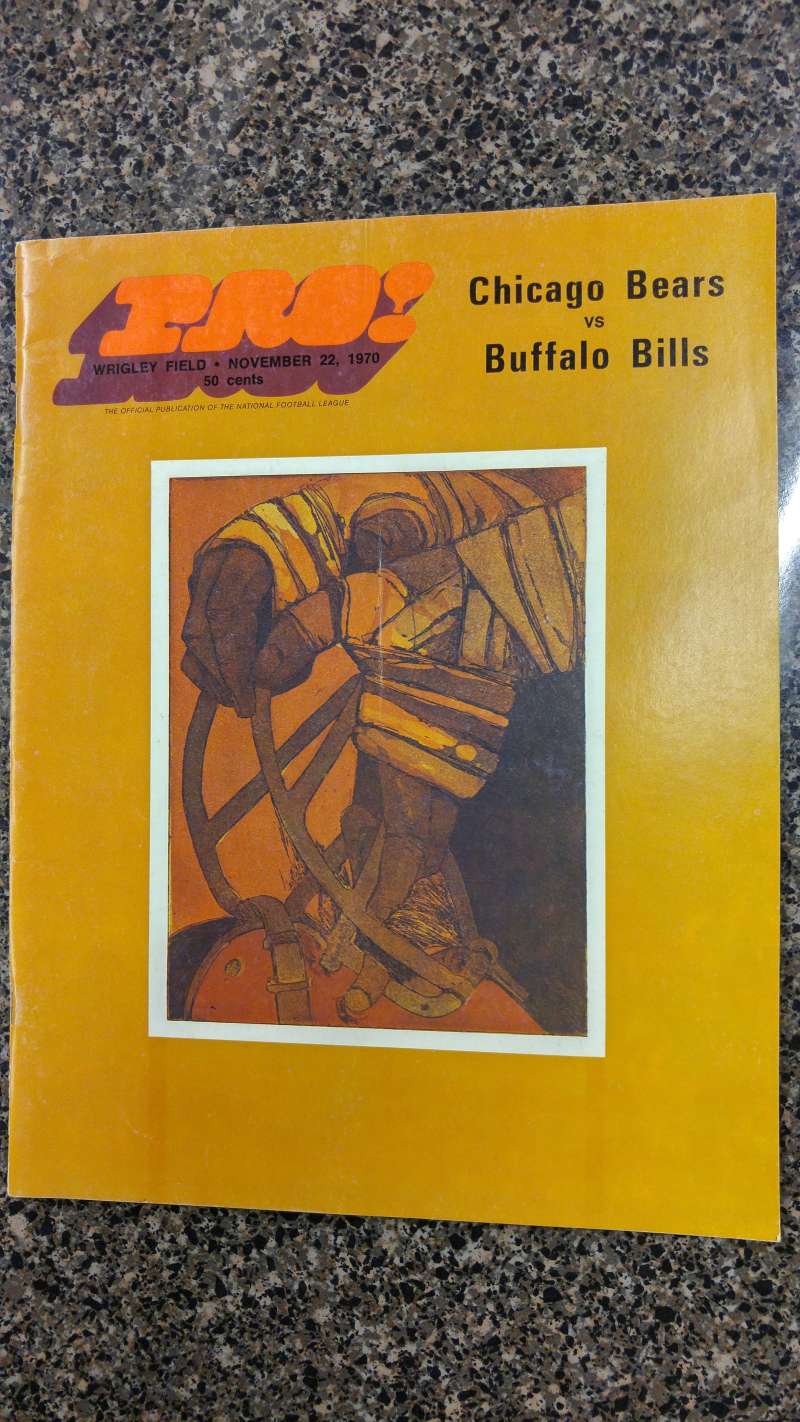 PRO!
WRIGLEY FIELD • NOVEMBER 22, 1970
50 cents
THE OFFICIAL PUBLICATION OF THE NATIONAL FOOTBALL LEAGUE
Chicago Bears
vs
Buffalo Bills